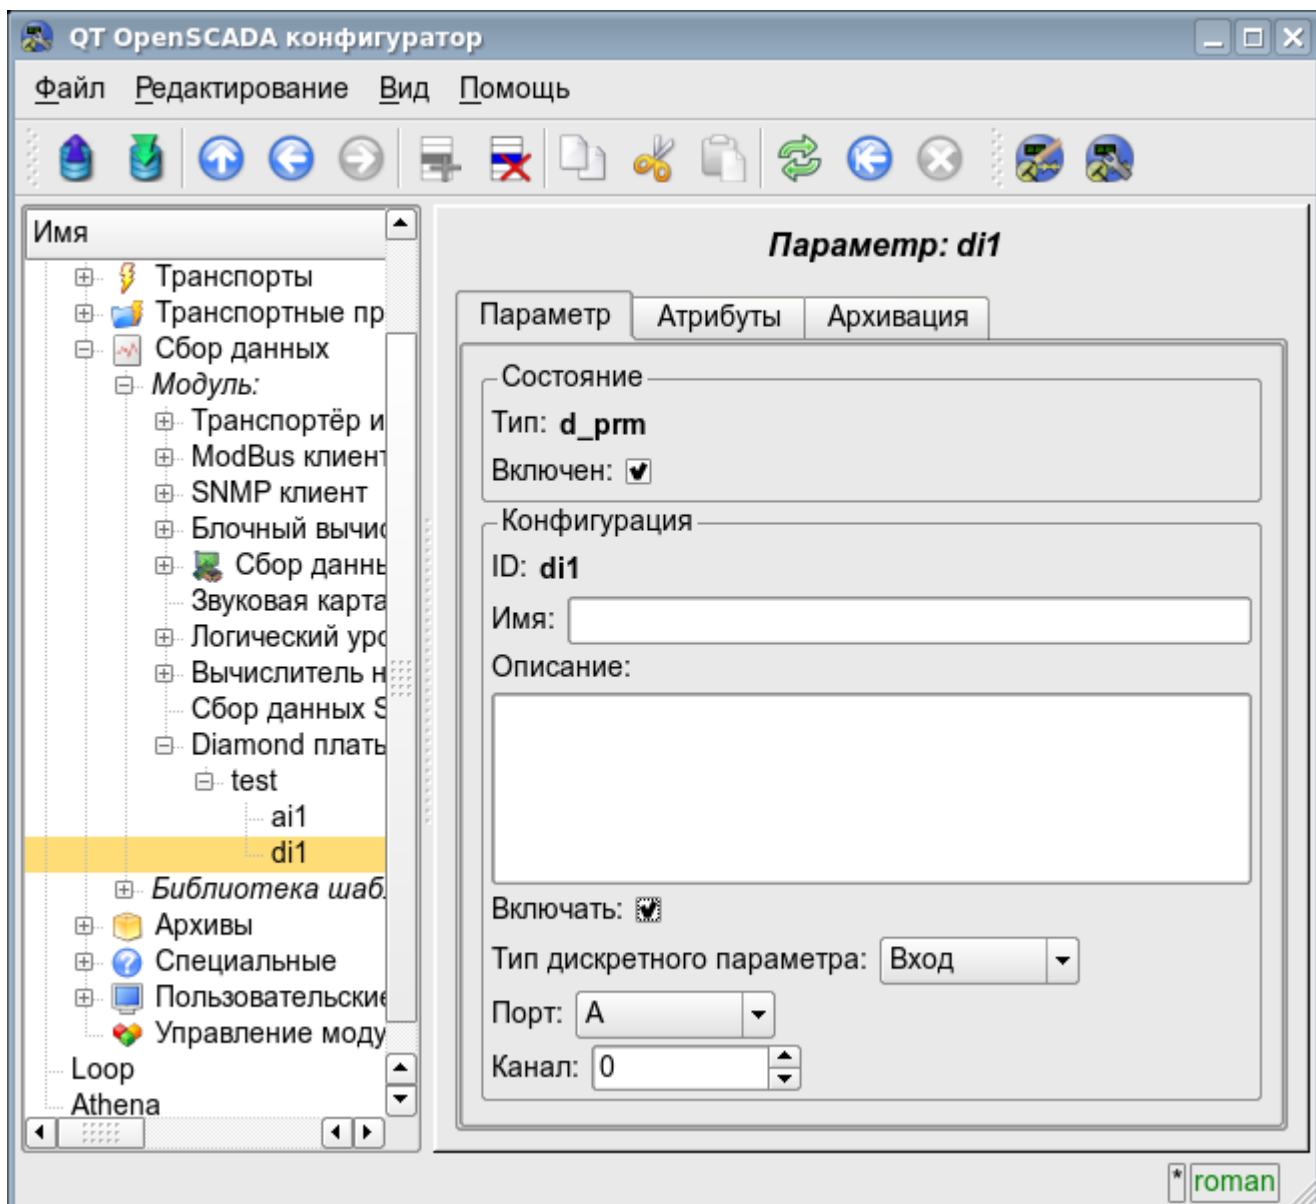 QT OpenSCADA конфигуратор
Файл Редактирование Вид Помощь
Имя
Транспорты
Транспортные пр
Сбор данных
Модуль:
Транспортёр и
ModBus клиент
SNMP клиент
Блочный вычис
Сбор данны
Звуковая карта
Логический уро
Вычислитель н
Сбор данных S
Diamond платы
test
ai1
di1
Библиотека шаб.
Архивы
Специальные
Пользовательские
Управление моду
Loop
Athena
Параметр: di1
Параметр Атрибуты Архивация
Состояние
Тип: d_prm
Включен:
Конфигурация
ID: di1
Имя:
Описание:
Включать:
Тип дискретного параметра: Вход
Порт: A
Канал: 0
* roman